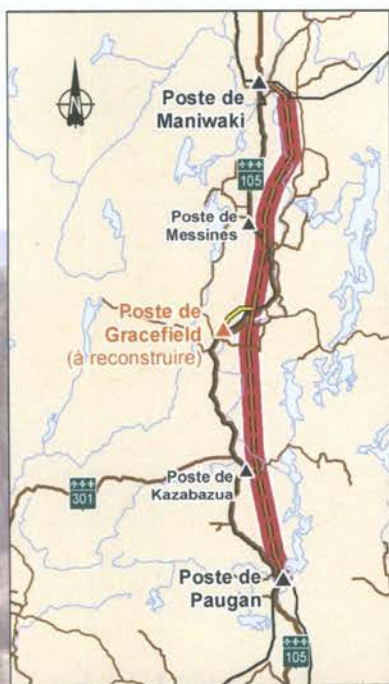 N
Poste de
Maniwaki
105
Poste de
Messines
Poste de
Gracefield
(à reconstruire)
Poste de
Kazabazua
301
Poste de
Paugan
105